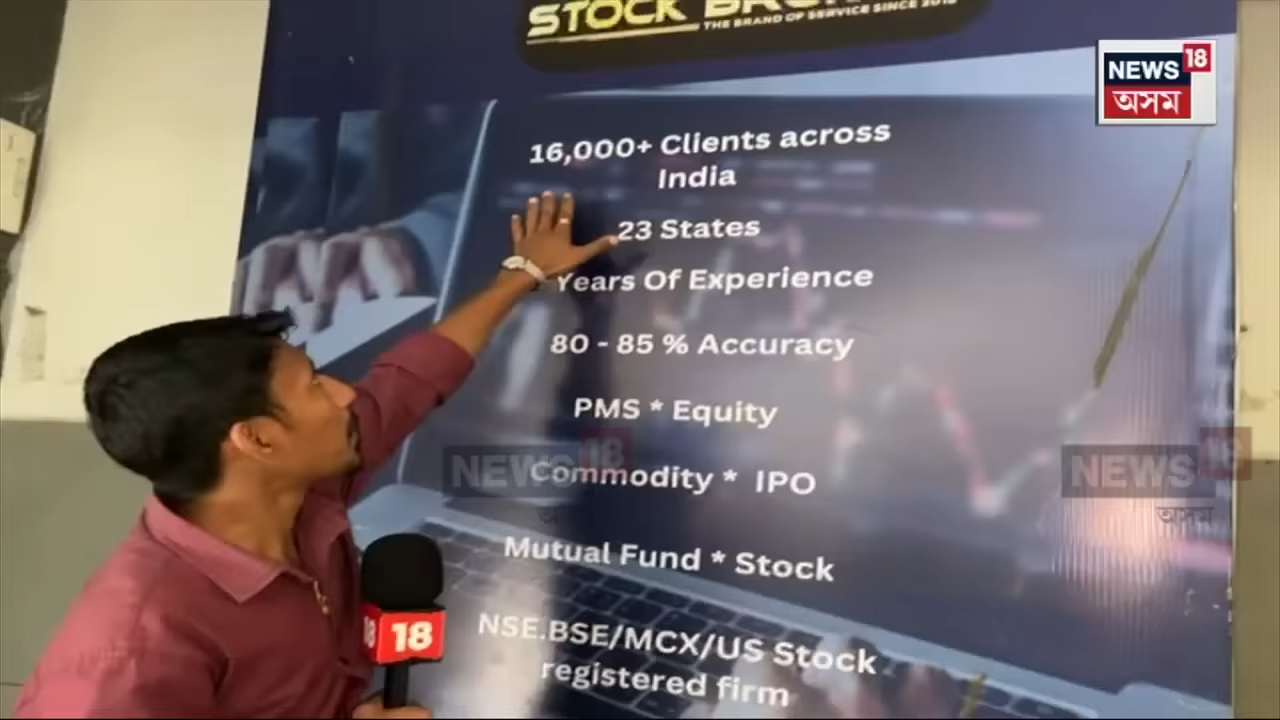 STOCK
THE BRAND OF SERVICE SINCE
NEWS 18
অসম
16,000+ Clients across
India
23 States
Years Of Experience
80 - 85 % Accuracy
PMS * Equity
Commodity * IPO
Mutual Fund * Stock
NSE.BSE/MCX/US Stock
registered firm
NEWS 18
NEWS 18
অসম
18
18